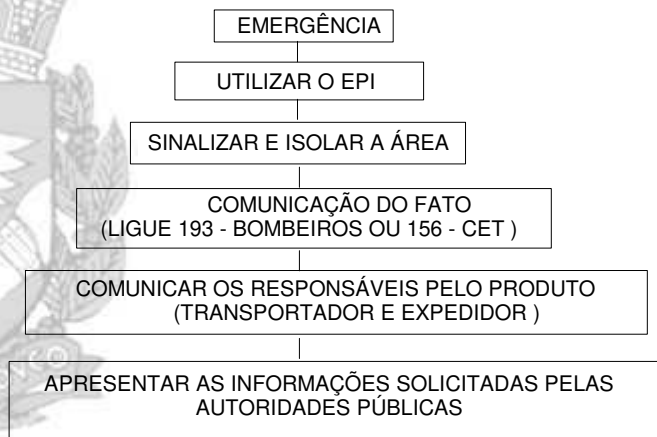 EMERGÊNCIA
UTILIZAR O EPI
SINALIZAR E ISOLAR A ÁREA
COMUNICAÇÃO DO FATO
(LIGUE 193 - BOMBEIROS OU 156 - CET )
COMUNICAR OS RESPONSÁVEIS PELO PRODUTO
(TRANSPORTADOR E EXPEDIDOR )
APRESENTAR AS INFORMAÇÕES SOLICITADAS PELAS
AUTORIDADES PÚBLICAS